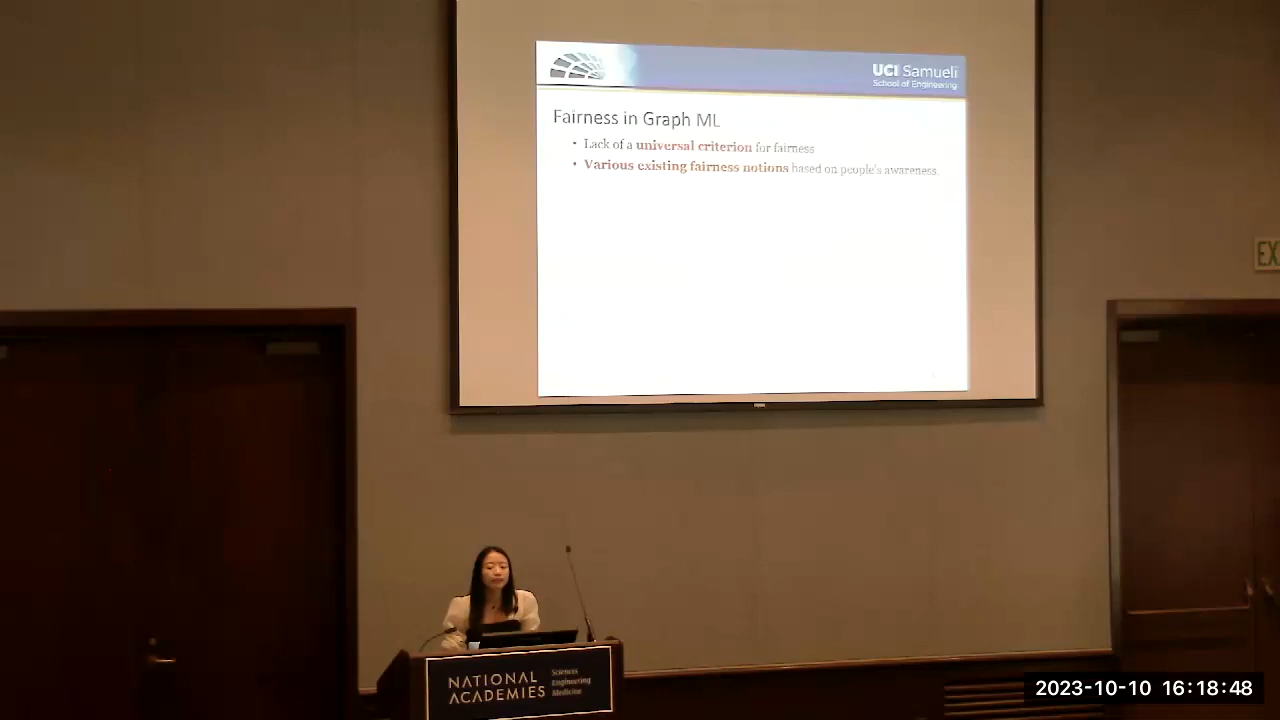 UCI Samueli
School of Engineering
Fairness in Graph ML
• Lack of a universal criterion for fairness
• Various existing fairness notions based on people's awareness.
EX
NATIONAL
ACADEMIES
Sciences
Engineering
Medicine
2023-10-10 16:18:48